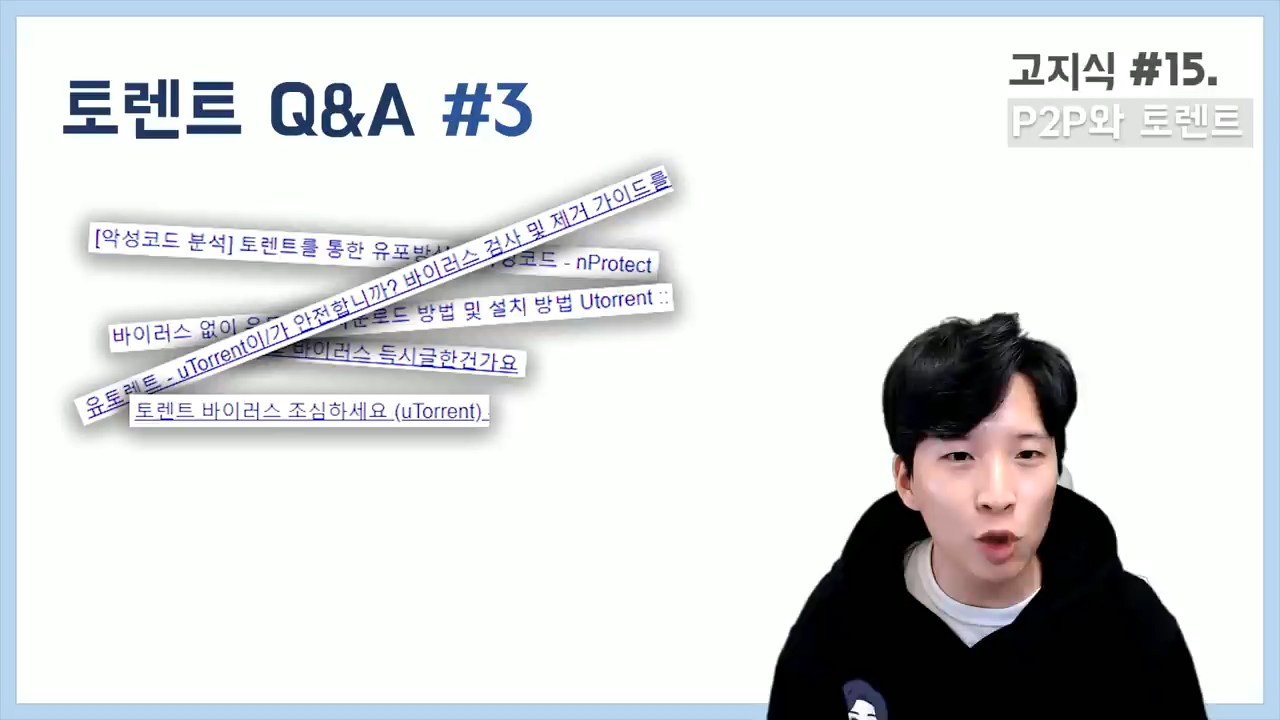 토렌트 Q&A #3
고지식 #15.
P2P와 토렌트
[악성코드 분석] 토렌트를 통한 유포방식 - nProtect
유토렌트 - uTorrent이/가 안전합니까? 바이러스 검사 및 제거 가이드를
바이러스 없이 방법 및 설치 방법 Utorrent ::
바이러스 득시글한건가요
토렌트 바이러스 조심하세요 (uTorrent)